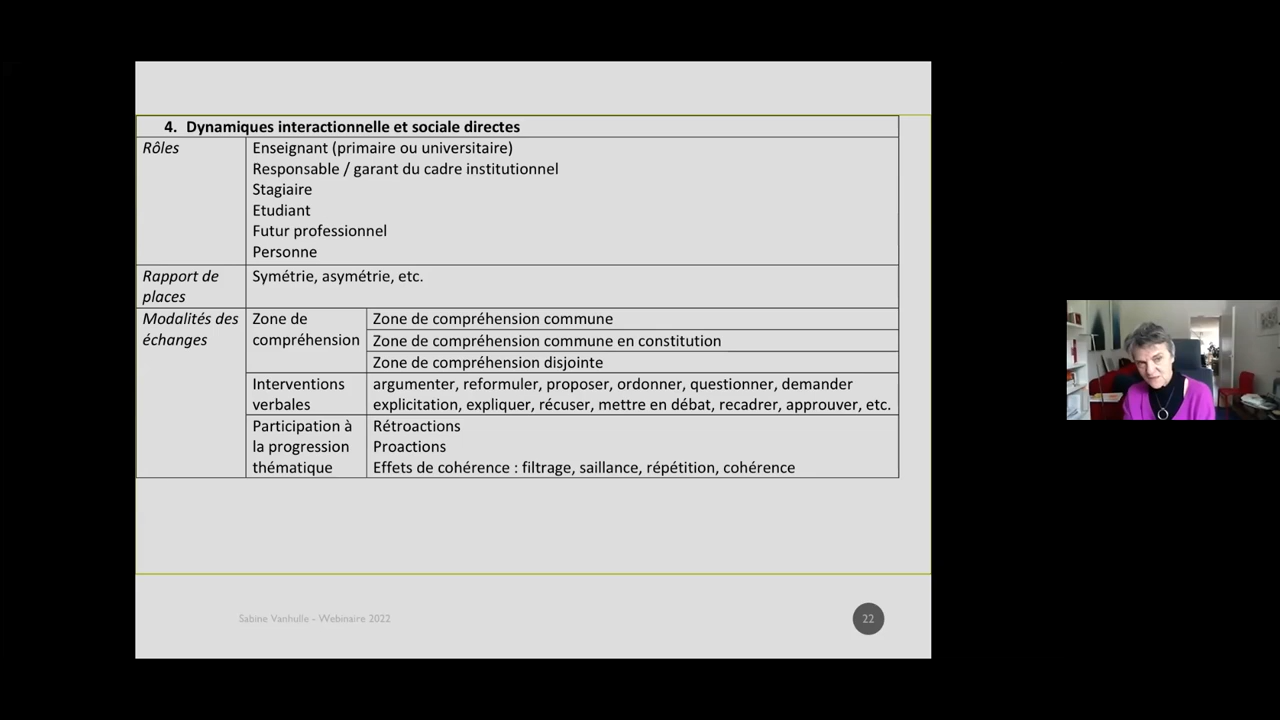 4. Dynamiques interactionnelle et sociale directes
Rôles
Enseignant (primaire ou universitaire)
Responsable / garant du cadre institutionnel
Stagiaire
Etudiant
Futur professionnel
Personne
Rapport de
places
Symétrie, asymétrie, etc.
Modalités des
échanges
Zone de
compréhension
Zone de compréhension commune
Zone de compréhension commune en constitution
Zone de compréhension disjointe
Interventions
verbales
argumenter, reformuler, proposer, ordonner, questionner, demander
explicitation, expliquer, récuser, mettre en débat, recadrer, approuver, etc.
Participation à
la progression
thématique
Rétroactions
Proactions
Effets de cohérence : filtrage, saillance, répétition, cohérence
Sabine Vanhulle - Webinaire 2022
22